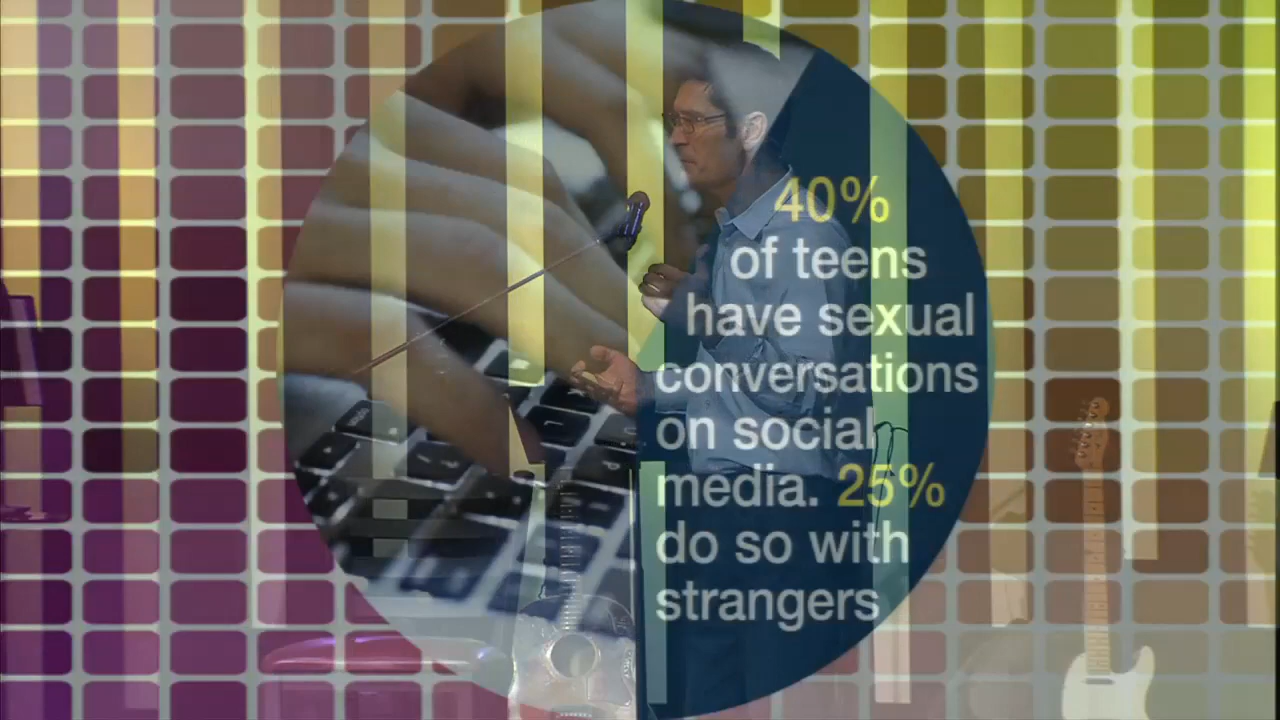 40%
of teens
have sexual
conversations
on social
media. 25%
do so with
strangers